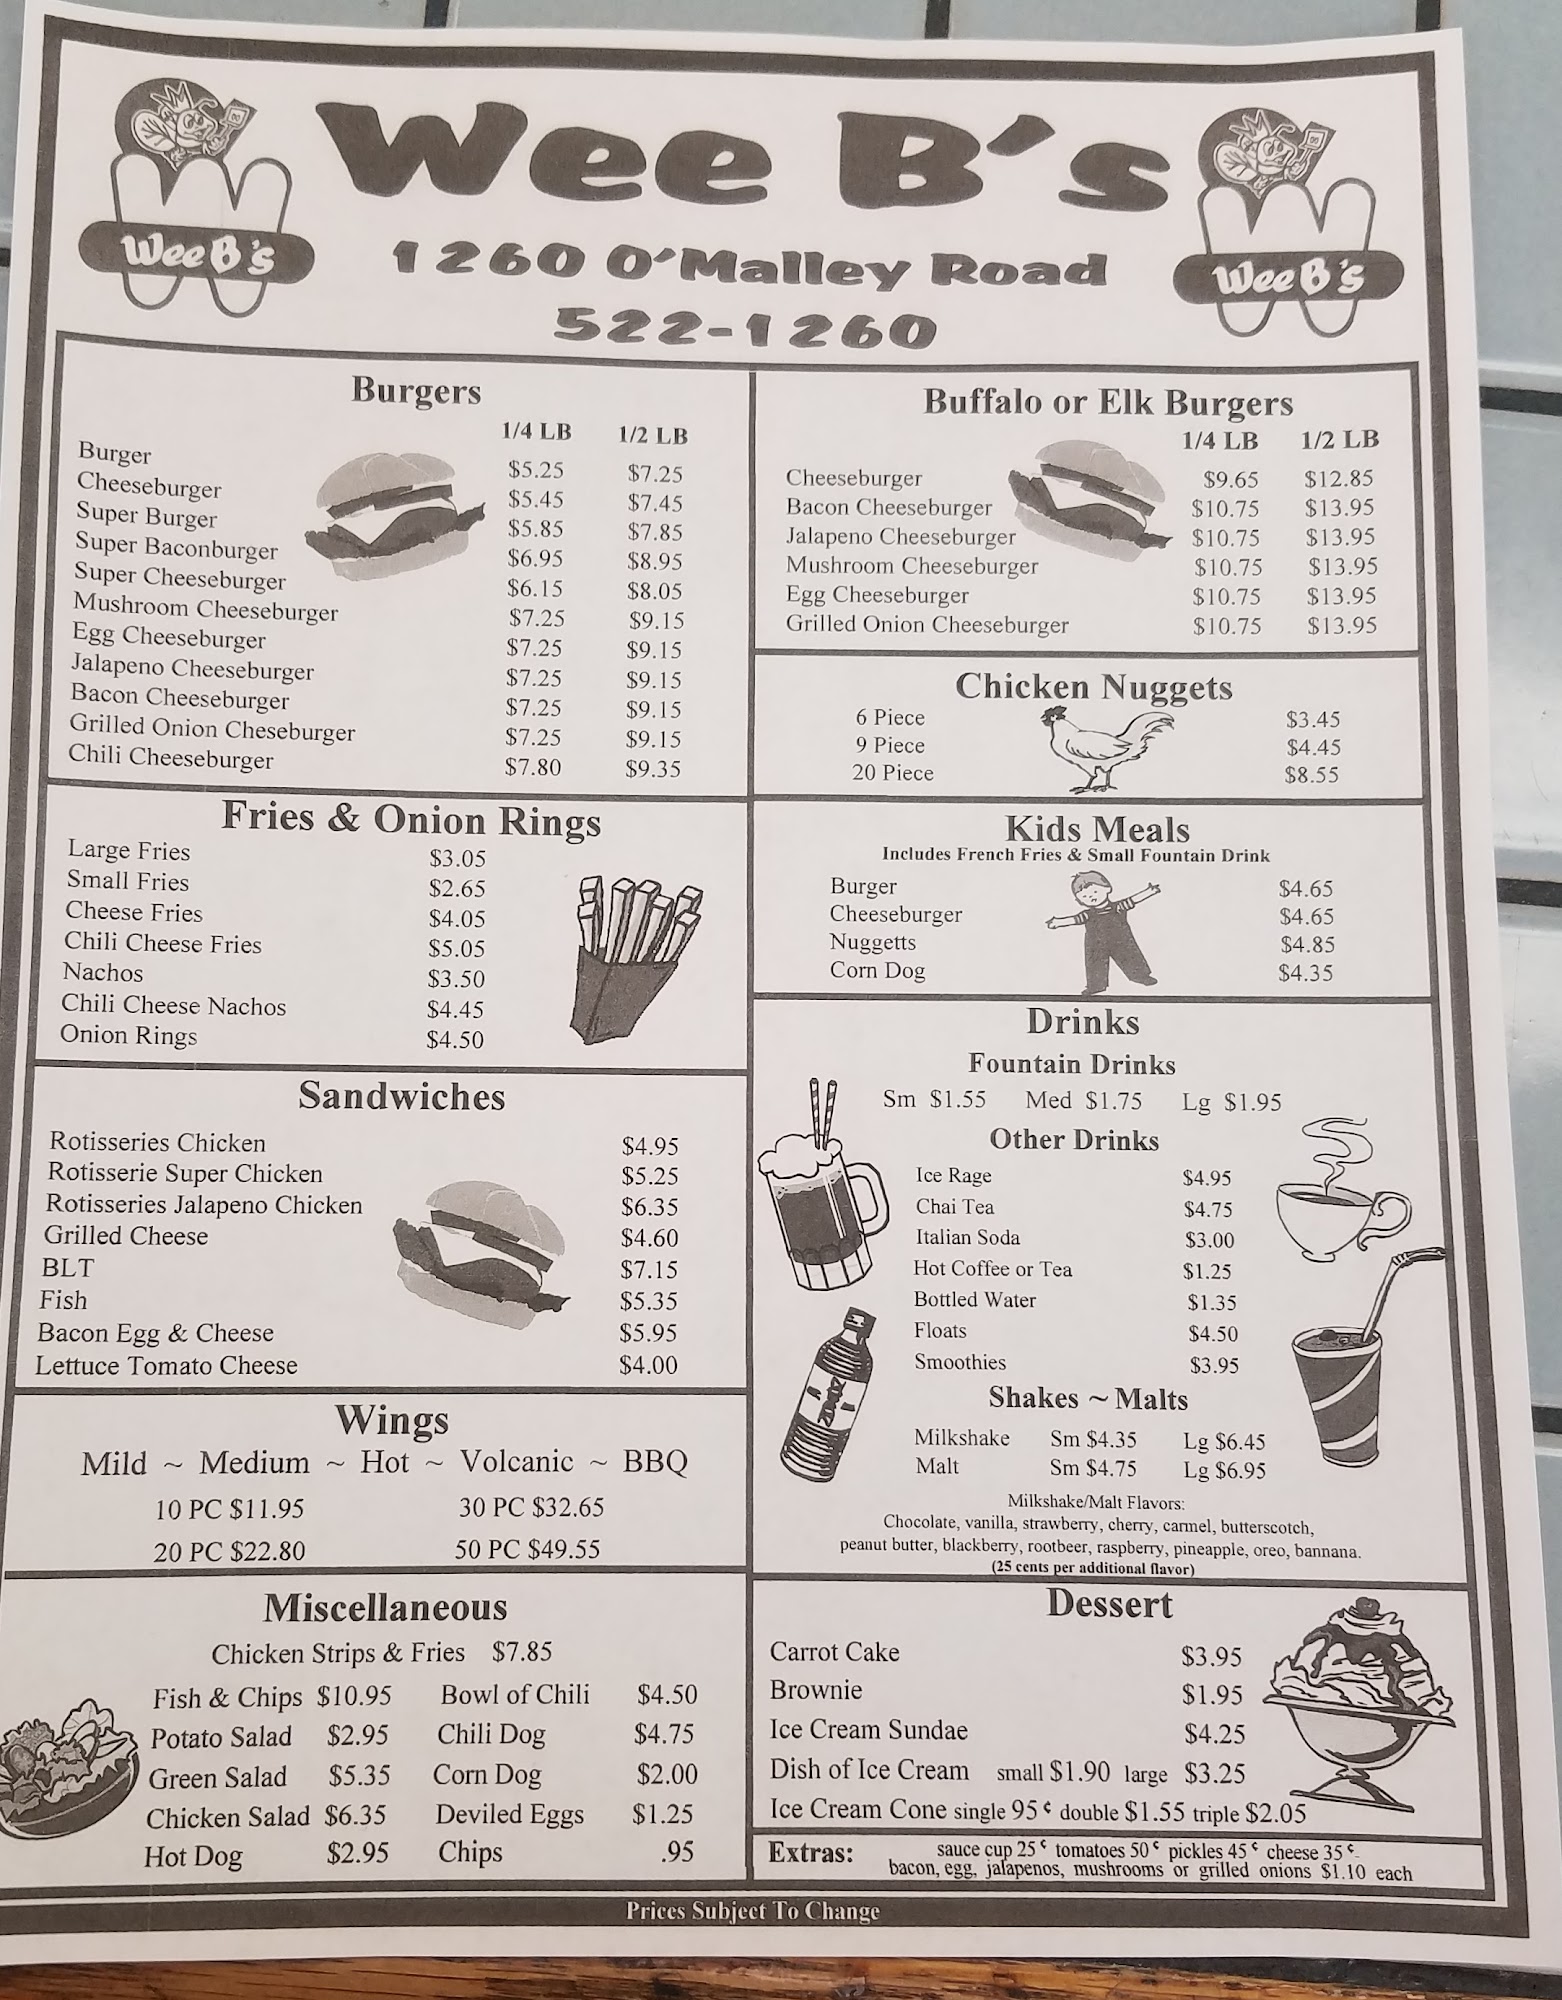 Wee B's
Wee B's
Wee B's
1260 O'Malley Road
522-1260
Burgers
1/4 LB 1/2 LB
Burger $5.25 $7.25
Cheeseburger $5.45 $7.45
Super Burger $5.85 $7.85
Super Baconburger $6.95 $8.95
Super Cheeseburger $6.15 $8.05
Mushroom Cheeseburger $7.25 $9.15
Egg Cheeseburger $7.25 $9.15
Jalapeno Cheeseburger $7.25 $9.15
Bacon Cheeseburger $7.25 $9.15
Grilled Onion Cheseburger $7.25 $9.15
Chili Cheeseburger $7.80 $9.35
Fries & Onion Rings
Large Fries $3.05
Small Fries $2.65
Cheese Fries $4.05
Chili Cheese Fries $5.05
Nachos $3.50
Chili Cheese Nachos $4.45
Onion Rings $4.50
Sandwiches
Rotisseries Chicken $4.95
Rotisserie Super Chicken $5.25
Rotisseries Jalapeno Chicken $6.35
Grilled Cheese $4.60
BLT $7.15
Fish $5.35
Bacon Egg & Cheese $5.95
Lettuce Tomato Cheese $4.00
Wings
Mild ~ Medium ~ Hot ~ Volcanic ~ BBQ
10 PC $11.95 30 PC $32.65
20 PC $22.80 50 PC $49.55
Miscellaneous
Chicken Strips & Fries $7.85
Fish & Chips $10.95 Bowl of Chili $4.50
Potato Salad $2.95 Chili Dog $4.75
Green Salad $5.35 Corn Dog $2.00
Chicken Salad $6.35 Deviled Eggs $1.25
Hot Dog $2.95 Chips .95
Buffalo or Elk Burgers
1/4 LB 1/2 LB
Cheeseburger $9.65 $12.85
Bacon Cheeseburger $10.75 $13.95
Jalapeno Cheeseburger $10.75 $13.95
Mushroom Cheeseburger $10.75 $13.95
Egg Cheeseburger $10.75 $13.95
Grilled Onion Cheeseburger $10.75 $13.95
Chicken Nuggets
6 Piece $3.45
9 Piece $4.45
20 Piece $8.55
Kids Meals
Includes French Fries & Small Fountain Drink
Burger $4.65
Cheeseburger $4.65
Nuggetts $4.85
Corn Dog $4.35
Drinks
Fountain Drinks
Sm $1.55 Med $1.75 Lg $1.95
Other Drinks
Ice Rage $4.95
Chai Tea $4.75
Italian Soda $3.00
Hot Coffee or Tea $1.25
Bottled Water $1.35
Floats $4.50
Smoothies $3.95
Shakes ~ Malts
Milkshake Sm $4.35 Lg $6.45
Malt Sm $4.75 Lg $6.95
Milkshake/Malt Flavors:
Chocolate, vanilla, strawberry, cherry, carmel, butterscotch,
peanut butter, blackberry, rootbeer, raspberry, pineapple, oreo, bannana.
(25 cents per additional flavor)
Dessert
Carrot Cake $3.95
Brownie $1.95
Ice Cream Sundae $4.25
Dish of Ice Cream small $1.90 large $3.25
Ice Cream Cone single 95¢ double $1.55 triple $2.05
Extras: sauce cup 25¢ tomatoes 50¢ pickles 45¢ cheese 35¢
bacon, egg, jalapenos, mushrooms or grilled onions $1.10 each
Prices Subject To Change